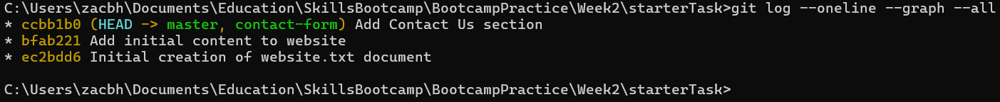 C:\Users\zacbh\Documents\Education\SkillsBootcamp\BootcampPractice\Week2\starterTask>git log --oneline --graph --all
* ccbb1b0 (HEAD -> master, contact-form) Add Contact Us section
* bfab221 Add initial content to website
* ec2bdd6 Initial creation of website.txt document
C:\Users\zacbh\Documents\Education\SkillsBootcamp\BootcampPractice\Week2\starterTask>